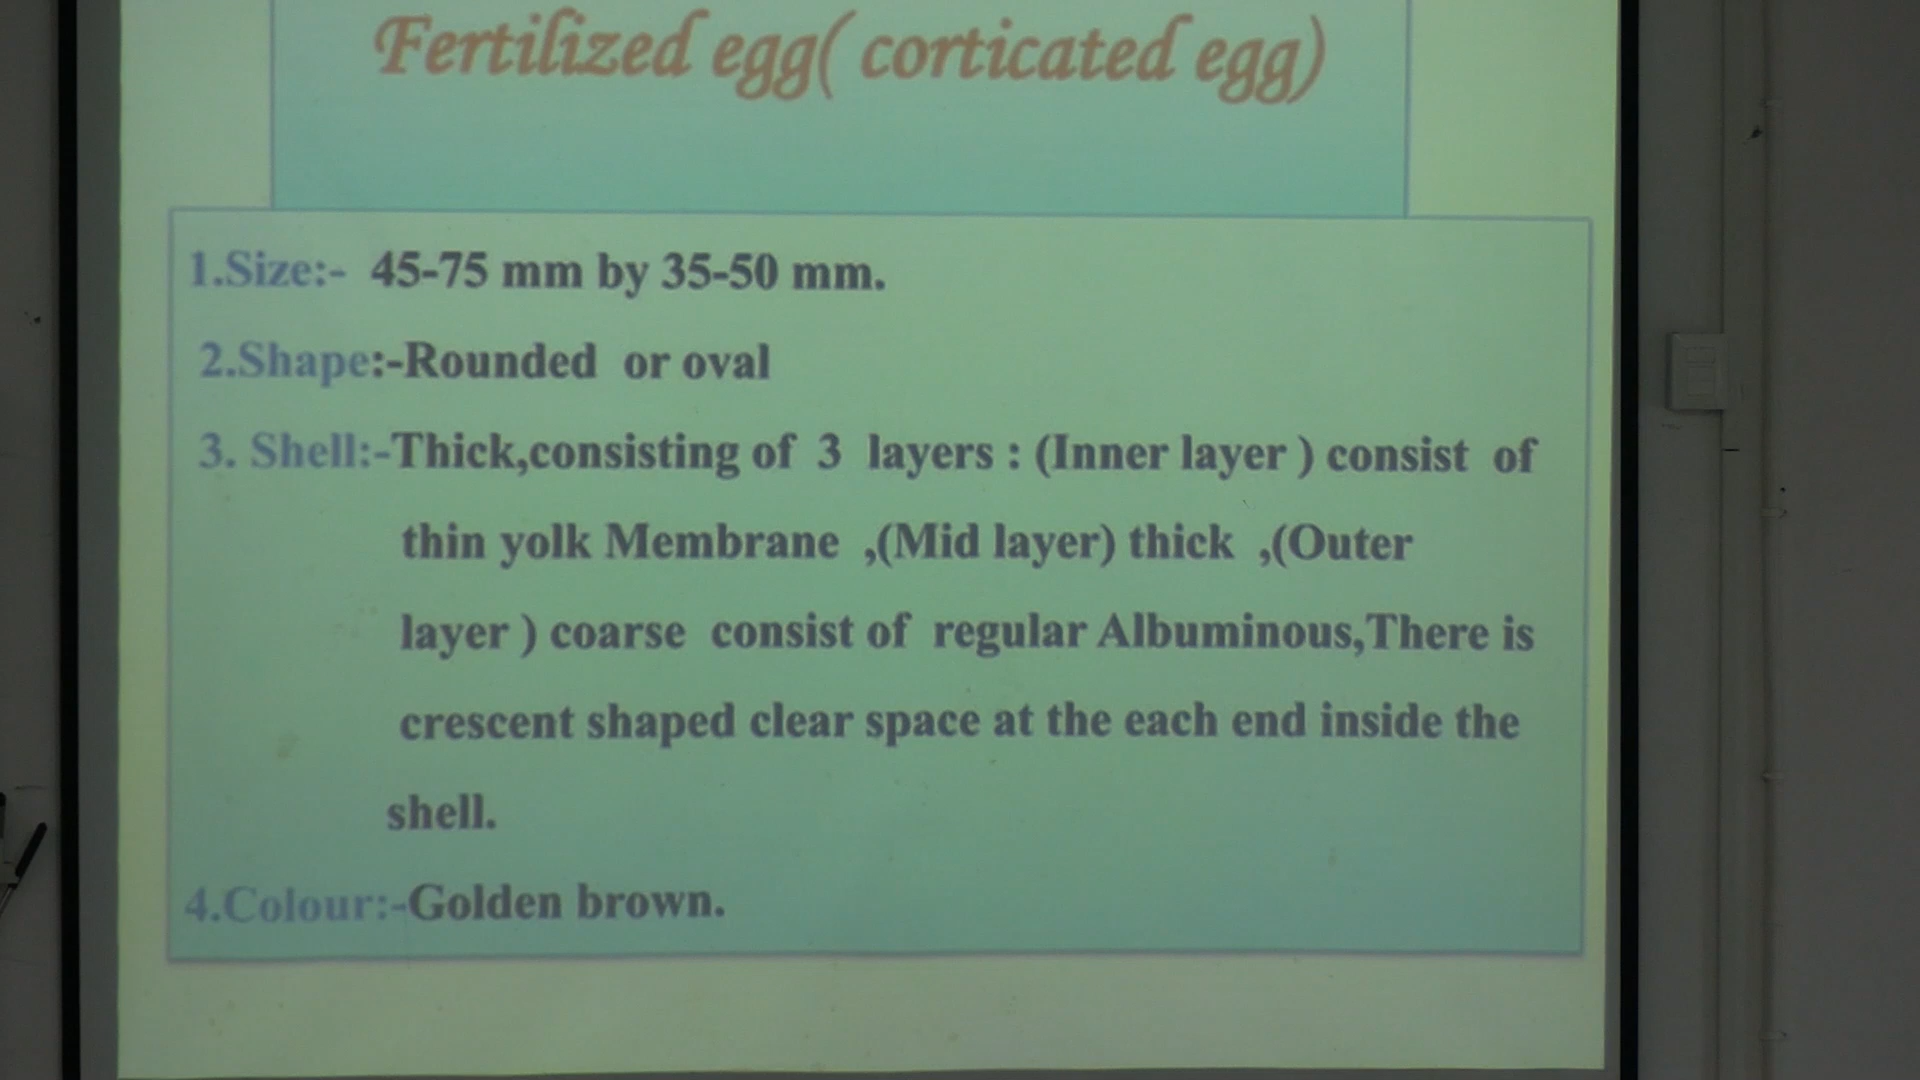 Fertilized egg( corticated egg)
1.Size:- 45-75 mm by 35-50 mm.
2.Shape:-Rounded or oval
3. Shell:-Thick,consisting of 3 layers : (Inner layer ) consist of
thin yolk Membrane ,(Mid layer) thick ,(Outer
layer ) coarse consist of regular Albuminous,There is
crescent shaped clear space at the each end inside the
shell.
4.Colour:-Golden brown.